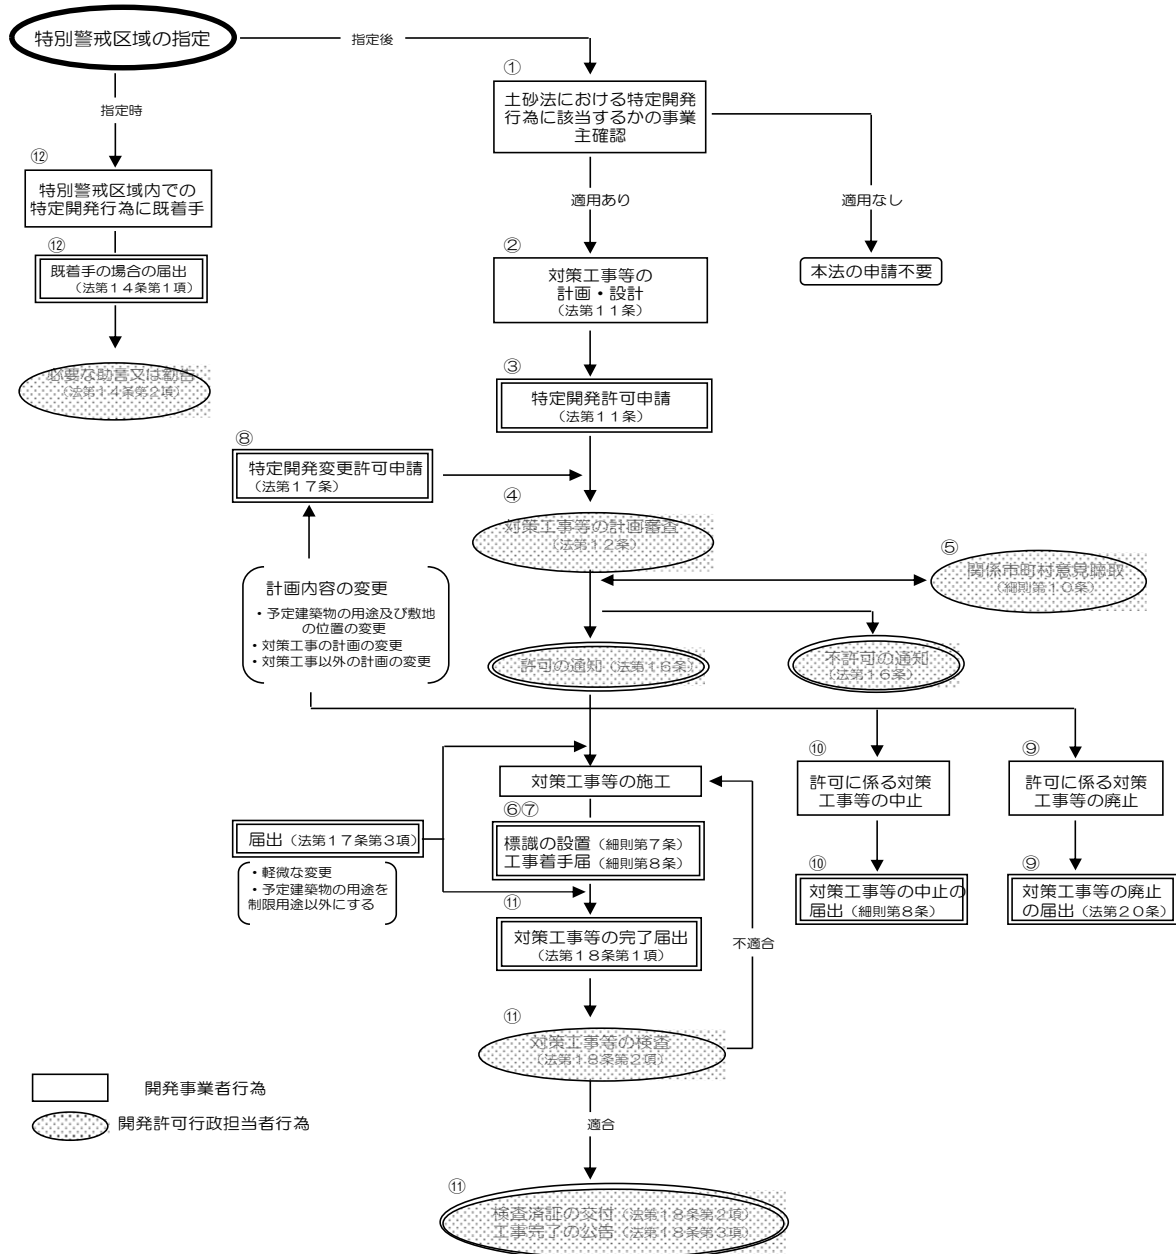 特別警戒区域の指定
指定後
指定時
①
土砂法における特定開発
行為に該当するかの事業
主確認
⑫
特別警戒区域内での
特定開発行為に既着手
適用あり
適用なし
⑫
既着手の場合の届出
（法第１４条第１項）
②
対策工事等の
計画・設計
（法第１１条）
本法の申請不要
必要な助言又は勧告
（法第１４条第２項）
③
特定開発許可申請
（法第１１条）
⑧
特定開発変更許可申請
（法第１７条）
④
対策工事等の計画審査
（法第１２条）
⑤
関係市町村意見聴取
（細則第１０条）
計画内容の変更
・予定建築物の用途及び敷地
の位置の変更
・対策工事の計画の変更
・対策工事以外の計画の変更
許可の通知（法第１６条）
不許可の通知
（法第１６条）
対策工事等の施工
⑩
許可に係る対策
工事等の中止
⑨
許可に係る対策
工事等の廃止
⑥⑦
標識の設置（細則第７条）
工事着手届（細則第８条）
届出（法第１７条第３項）
・軽微な変更
・予定建築物の用途を
制限用途以外にする
⑩
対策工事等の中止の
届出（細則第８条）
⑨
対策工事等の廃止
の届出（法第２０条）
⑪
対策工事等の完了届出
（法第１８条第１項）
不適合
⑪
対策工事等の検査
（法第１８条第２項）
開発事業者行為
開発許可行政担当者行為
適合
⑪
検査済証の交付（法第１８条第２項）
工事完了の公告（法第１８条第３項）